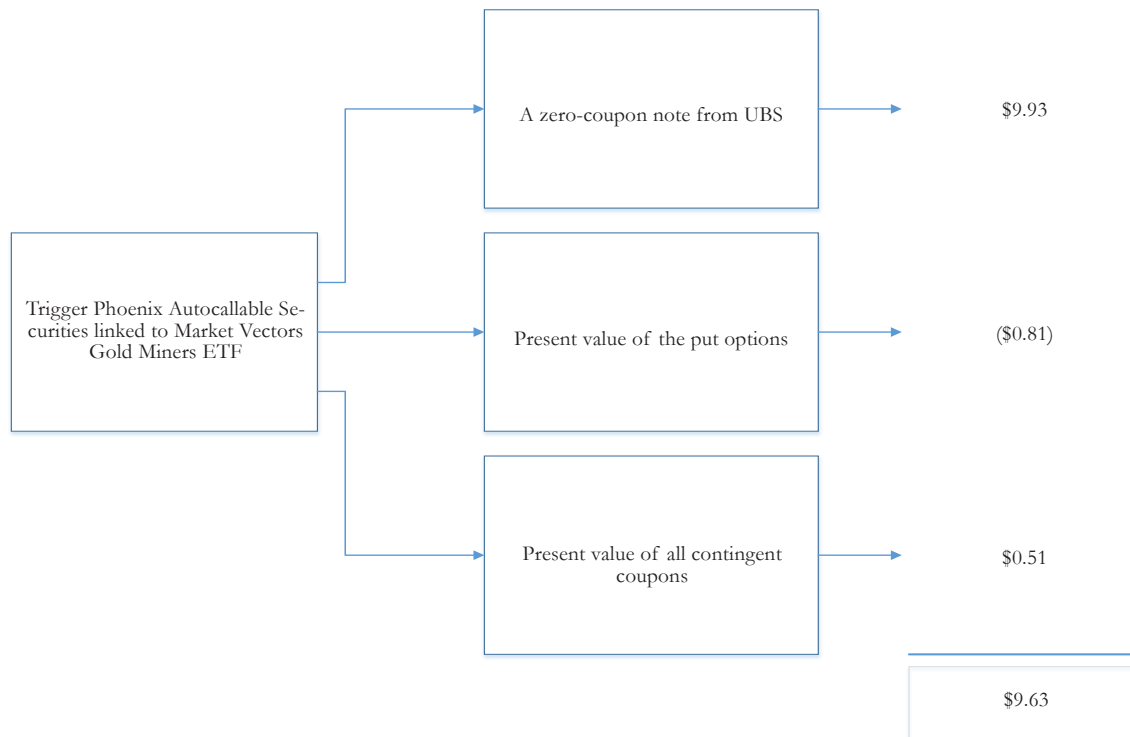 A zero-coupon note from UBS
$9.93
Trigger Phoenix Autocallable Se-
curities linked to Market Vectors
Gold Miners ETF
Present value of the put options
($0.81)
Present value of all contingent
coupons
$0.51
$9.63